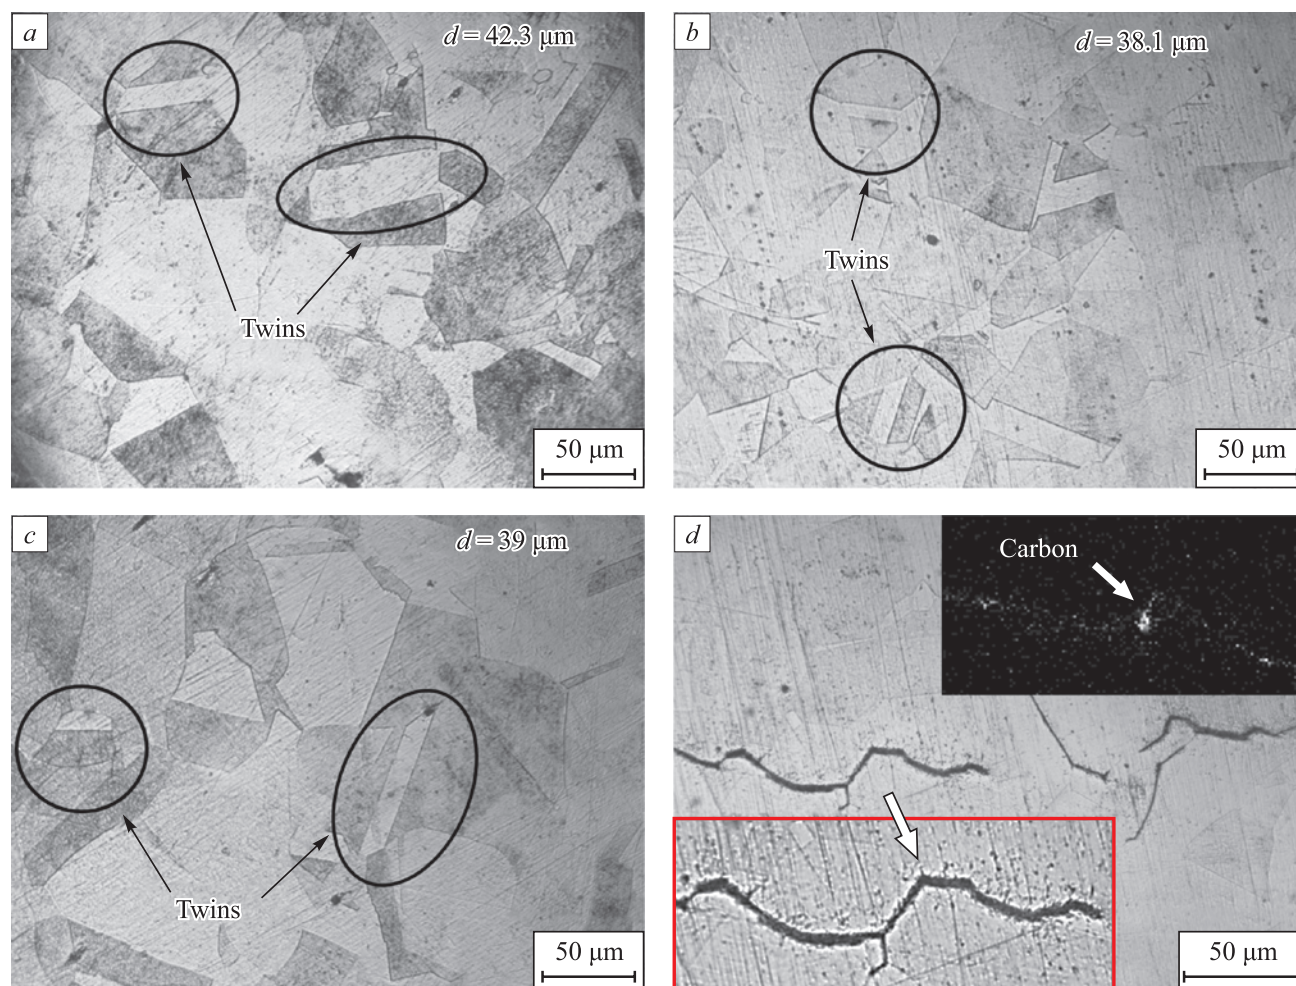 a
d = 42.3 μm
Twins
50 μm
b
d = 38.1 μm
Twins
50 μm
c
d = 39 μm
Twins
50 μm
d
Carbon
50 μm